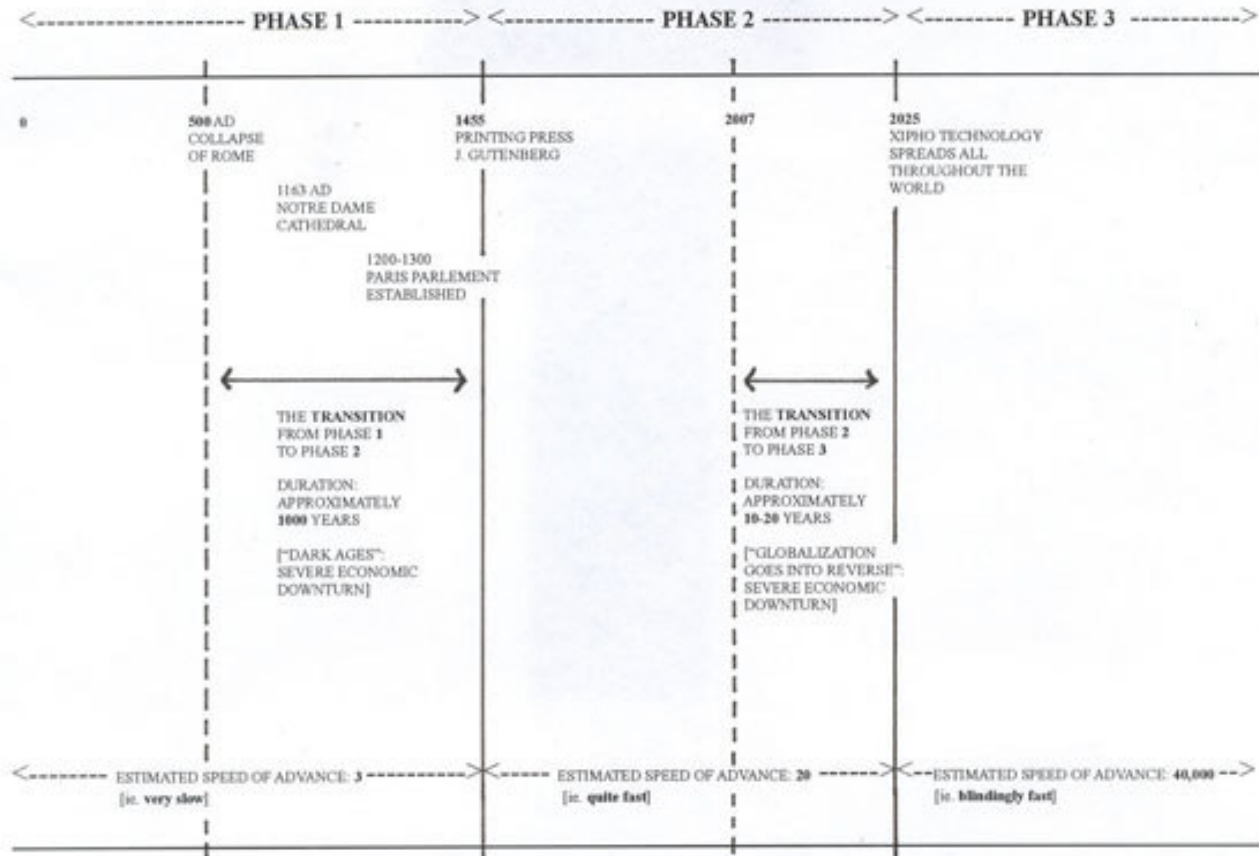 PHASE 1
PHASE 2
PHASE 3
0
500 AD
COLLAPSE
OF ROME
1455
PRINTING PRESS
J. GUTENBERG
2007
2025
XIPHO TECHNOLOGY
SPREADS ALL
THROUGHOUT THE
WORLD
1163 AD
NOTRE DAME
CATHEDRAL
1200-1300
PARIS PARLEMENT
ESTABLISHED
THE TRANSITION
FROM PHASE 1
TO PHASE 2
DURATION:
APPROXIMATELY
1000 YEARS
["DARK AGES":
SEVERE ECONOMIC
DOWNTURN]
THE TRANSITION
FROM PHASE 2
TO PHASE 3
DURATION:
APPROXIMATELY
10-20 YEARS
["GLOBALIZATION
GOES INTO REVERSE":
SEVERE ECONOMIC
DOWNTURN]
ESTIMATED SPEED OF ADVANCE: 3
[ie. very slow]
ESTIMATED SPEED OF ADVANCE: 20
[ie. quite fast]
ESTIMATED SPEED OF ADVANCE: 40,000
[ie. blindingly fast]